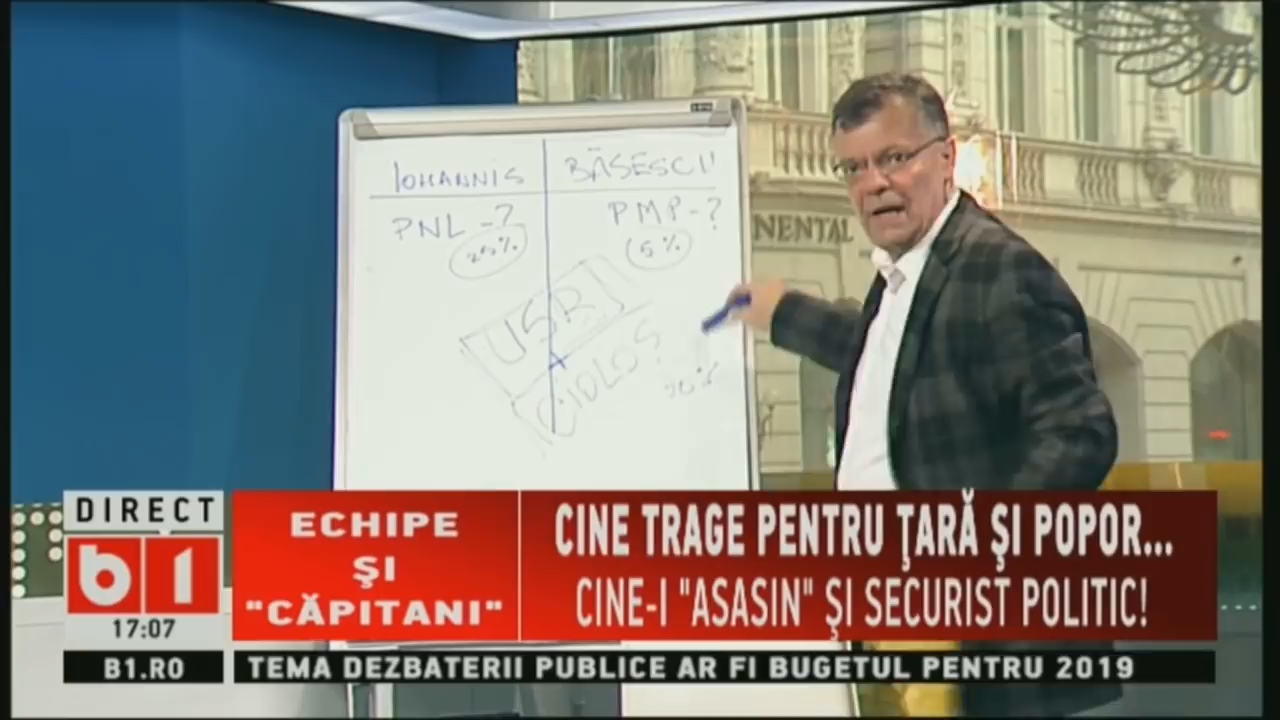 IOHANNIS
BĂSESCU
PNL - ?
25%
PMP - ?
(5%)
USR
CIOLOȘ
NENTAL
DIRECT
b1
17:07
B1.RO
ECHIPE
ŞI
"CĂPITANI"
CINE TRAGE PENTRU ŢARĂ ŞI POPOR...
CINE-I "ASASIN" ŞI SECURIST POLITIC!
TEMA DEZBATERII PUBLICE AR FI BUGETUL PENTRU 2019